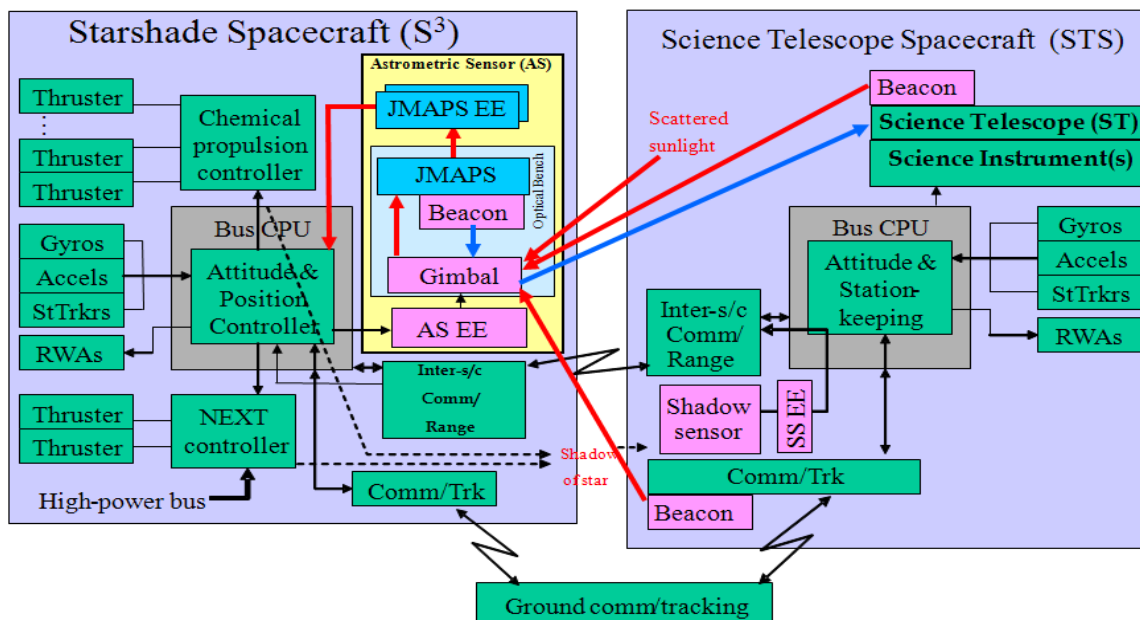 Starshade Spacecraft (S³)
Astrometric Sensor (AS)
Thruster
Thruster
Thruster
Chemical
propulsion
controller
JMAPS EE
JMAPS
Beacon
Optical Bench
Gimbal
AS EE
Bus CPU
Attitude &
Position
Controller
Gyros
Accels
StTrkrs
RWAs
Inter-s/c
Comm/
Range
Thruster
Thruster
NEXT
controller
High-power bus
Comm/Trk
Scattered
sunlight
Shadow
of star
Science Telescope Spacecraft (STS)
Beacon
Science Telescope (ST)
Science Instrument(s)
Bus CPU
Attitude &
Station-
keeping
Gyros
Accels
StTrkrs
RWAs
Inter-s/c
Comm/
Range
Shadow
sensor
SS EE
Comm/Trk
Beacon
Ground comm/tracking